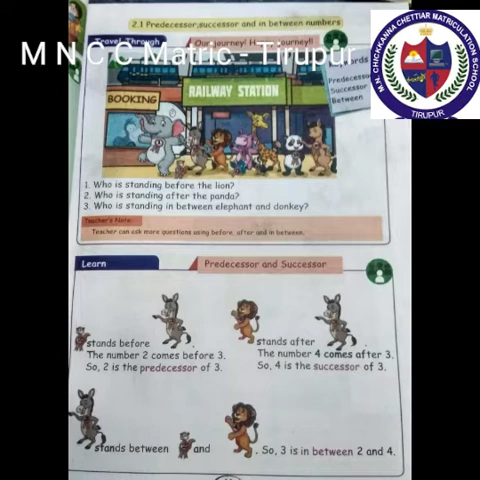 2.1 Predecessor, successor and in between numbers
M N C C Matric - Tirupur
Travel Through
Our journey!
Predecessor
Successor
Between
BOOKING
RAILWAY STATION
M.N. CHICKKANNA CHETTIAR MATRICULATION SCHOOL
TIRUPUR
1. Who is standing before the lion?
2. Who is standing after the panda?
3. Who is standing in between elephant and donkey?
Teacher's Note:
Teacher can ask more questions using before, after and in between.
Learn
Predecessor and Successor
stands before .
The number 2 comes before 3.
So, 2 is the predecessor of 3.
stands after .
The number 4 comes after 3.
So, 4 is the successor of 3.
stands between and . So, 3 is in between 2 and 4.